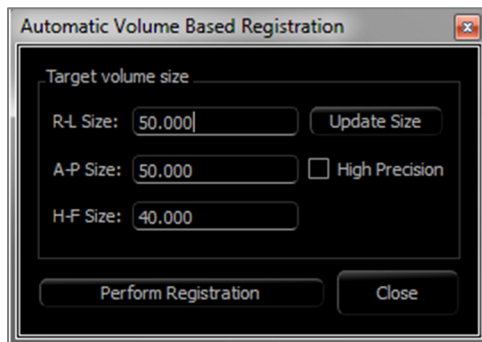 Automatic Volume Based Registration
Target volume size
R-L Size: 50.000 Update Size
A-P Size: 50.000 High Precision
H-F Size: 40.000
Perform Registration Close